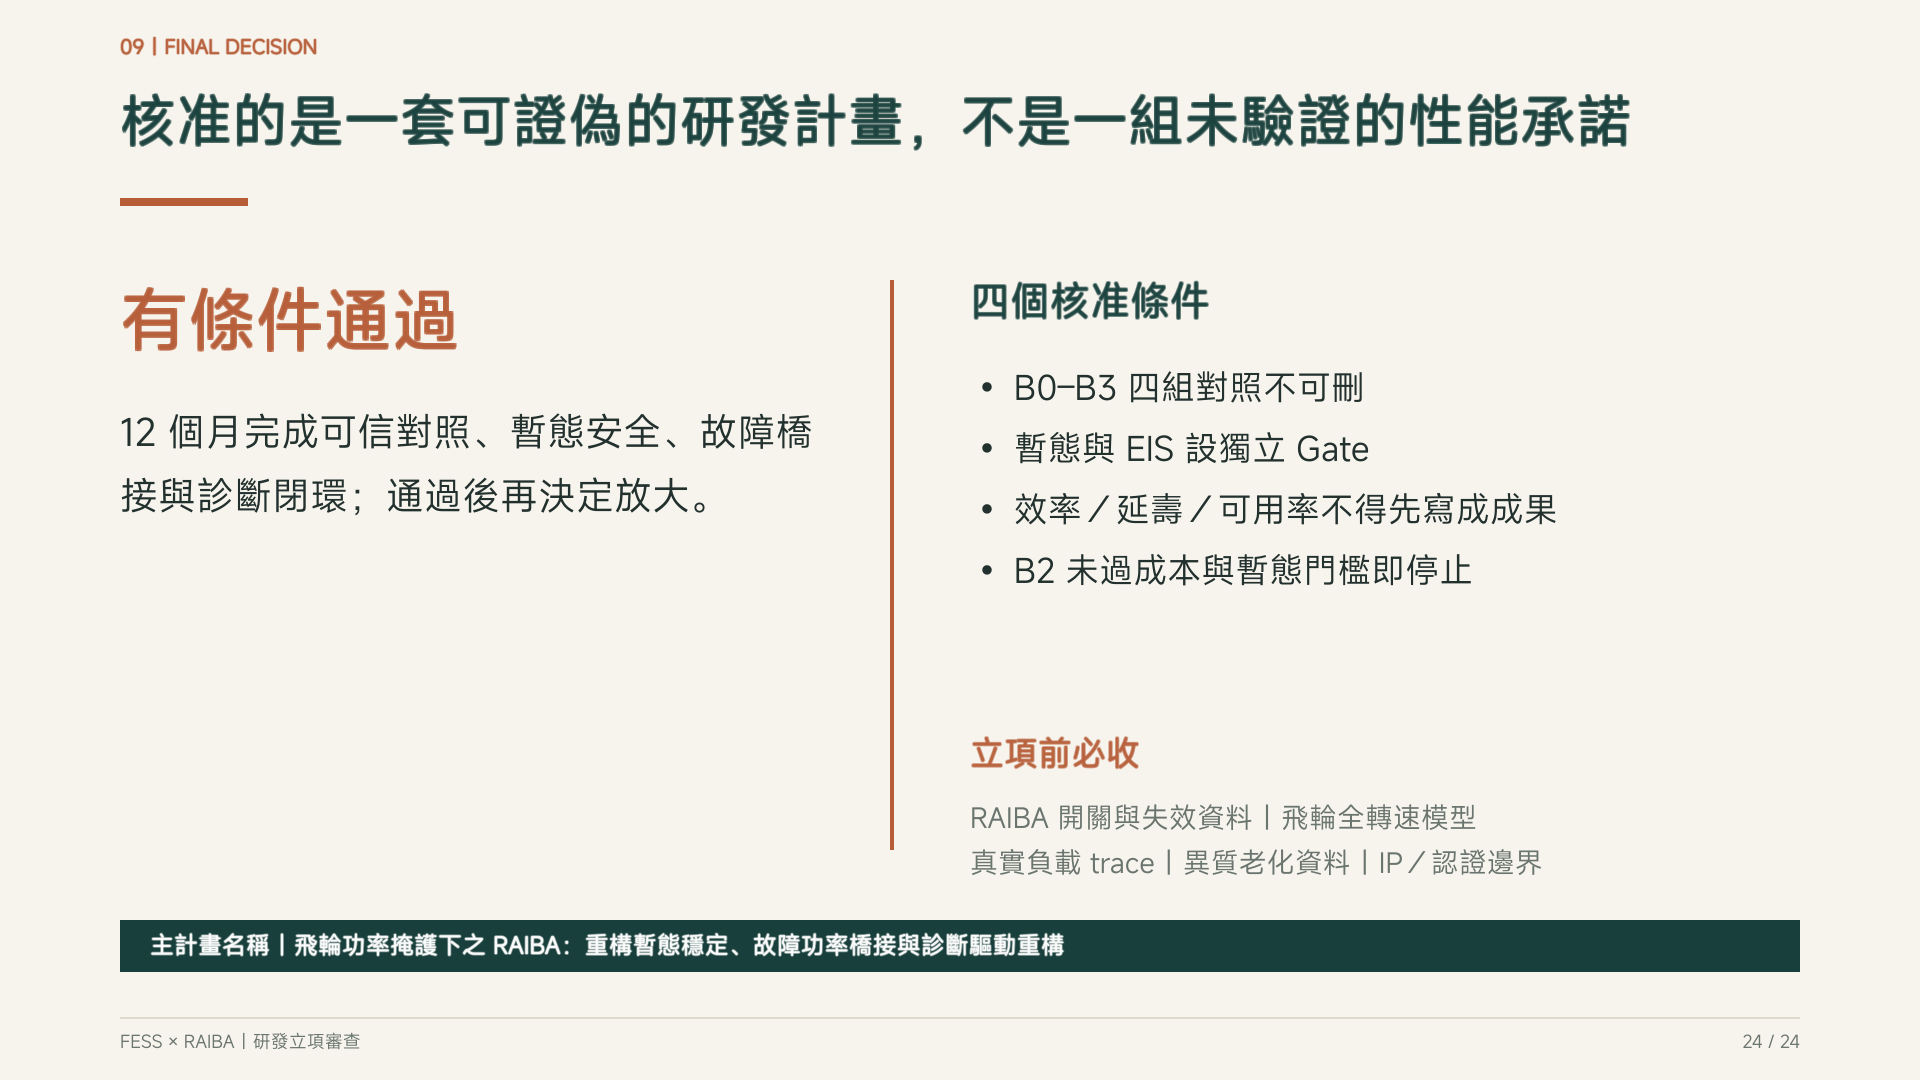 09 | FINAL DECISION
核准的是一套可證偽的研發計畫，不是一組未驗證的性能承諾
有條件通過
12 個月完成可信對照、暫態安全、故障橋
接與診斷閉環；通過後再決定放大。
四個核准條件
• B0–B3 四組對照不可刪
• 暫態與 EIS 設獨立 Gate
• 效率／延壽／可用率不得先寫成成果
• B2 未過成本與暫態門檻即停止
立項前必收
RAIBA 開關與失效資料｜飛輪全轉速模型
真實負載 trace｜異質老化資料｜IP／認證邊界
主計畫名稱｜飛輪功率掩護下之 RAIBA：重構暫態穩定、故障功率橋接與診斷驅動重構
FESS × RAIBA｜研發立項審查
24 / 24